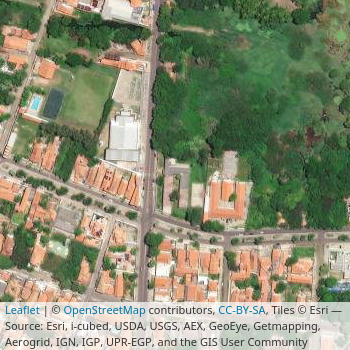 Leaflet | © OpenStreetMap contributors, CC-BY-SA, Tiles © Esri —
Source: Esri, i-cubed, USDA, USGS, AEX, GeoEye, Getmapping,
Aerogrid, IGN, IGP, UPR-EGP, and the GIS User Community